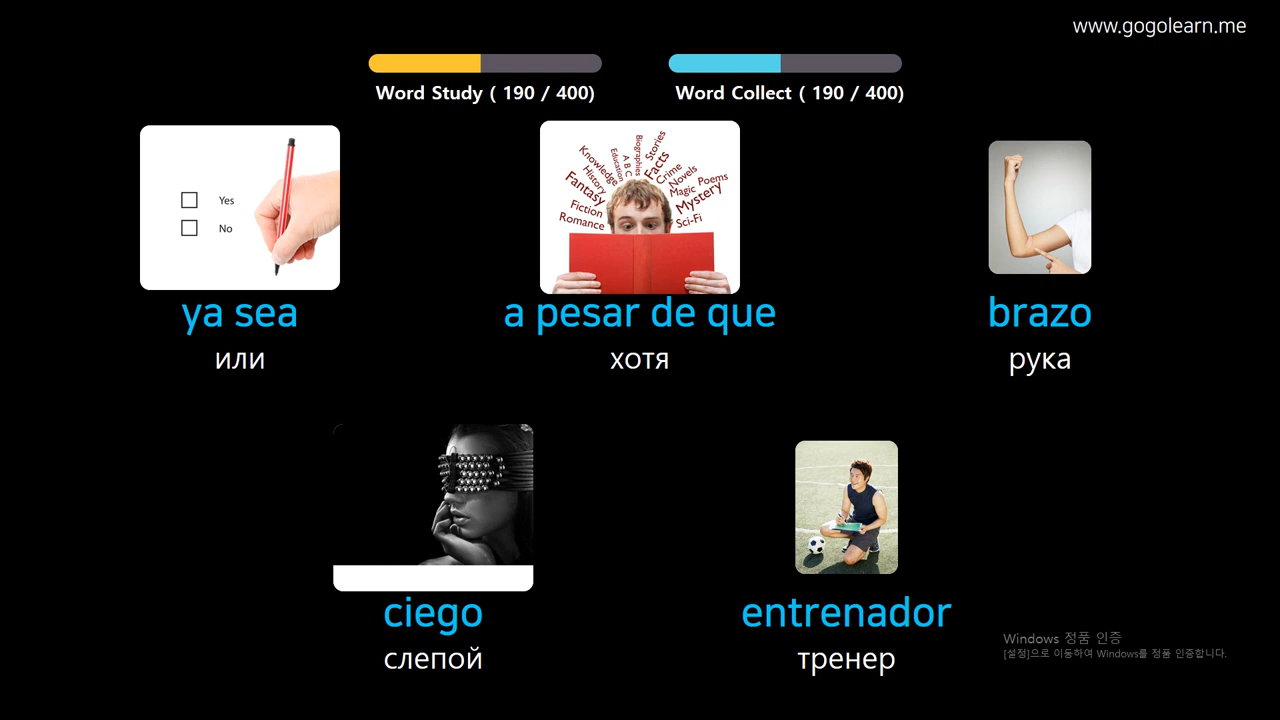 www.gogolearn.me
Word Study ( 190 / 400)
Word Collect ( 190 / 400)
Yes
No
Knowledge
History
Fantasy
Fiction
Romance
Education
A B C
Biographies
Stories
Facts
Crime
Novels
Magic
Poems
Mystery
Sci-Fi
ya sea
или
a pesar de que
хотя
brazo
рука
ciego
слепой
entrenador
тренер
Windows 정품 인증
[설정]으로 이동하여 Windows를 정품 인증합니다.